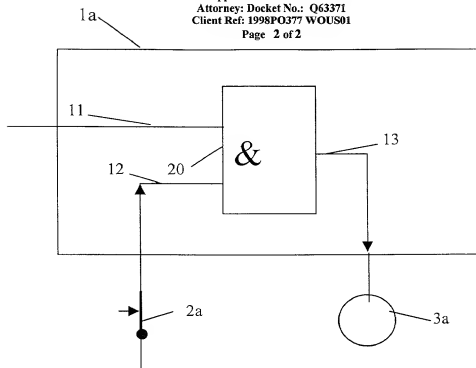 Attorney: Docket No.: Q63371
Client Ref: 1998PO377 WOUS01
Page 2 of 2
1a
11
12
20
&
13
2a
3a